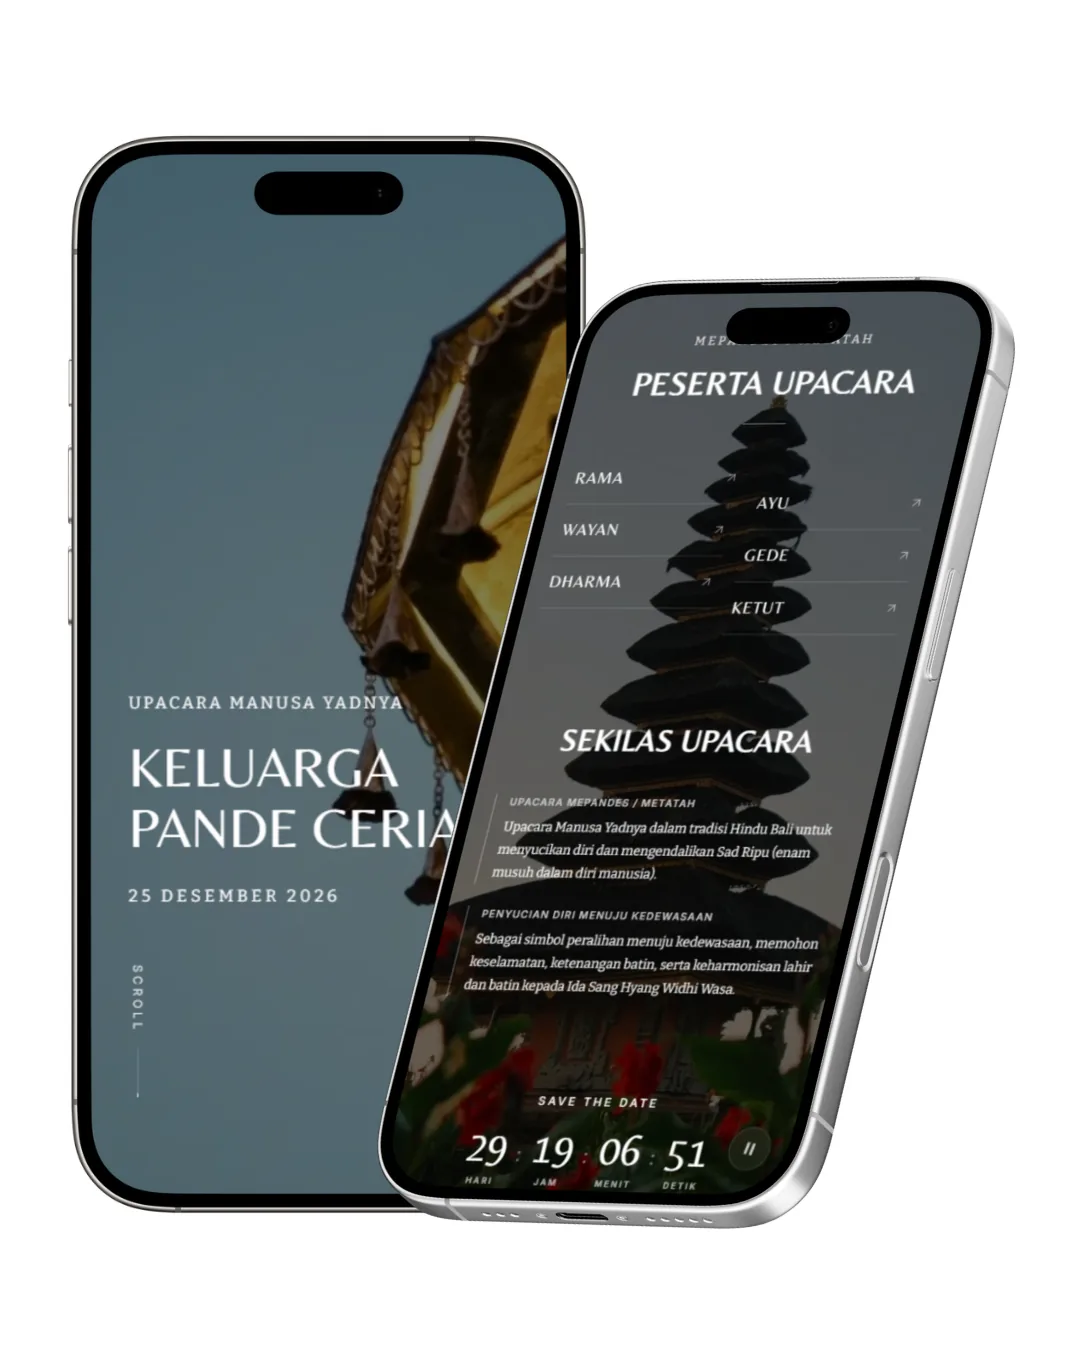 UPACARA MANUSA YADNYA
KELUARGA
PANDE CERIA
25 DESEMBER 2026
SCROLL
PESERTA UPACARA
RAMA
AYU
WAYAN
GEDE
DHARMA
KETUT
SEKILAS UPACARA
UPACARA MEPANDES / METATAH
Upacara Manusa Yadnya dalam tradisi Hindu Bali untuk
menyucikan diri dan mengendalikan Sad Ripu (enam
musuh dalam diri manusia).
PENYUCIAN DIRI MENUJU KEDEWASAAN
Sebagai simbol peralihan menuju kedewasaan, memohon
keselamatan, ketenangan batin, serta keharmonisan lahir
dan batin kepada Ida Sang Hyang Widhi Wasa.
SAVE THE DATE
29 : 19 : 06 : 51
HARI JAM MENIT DETIK